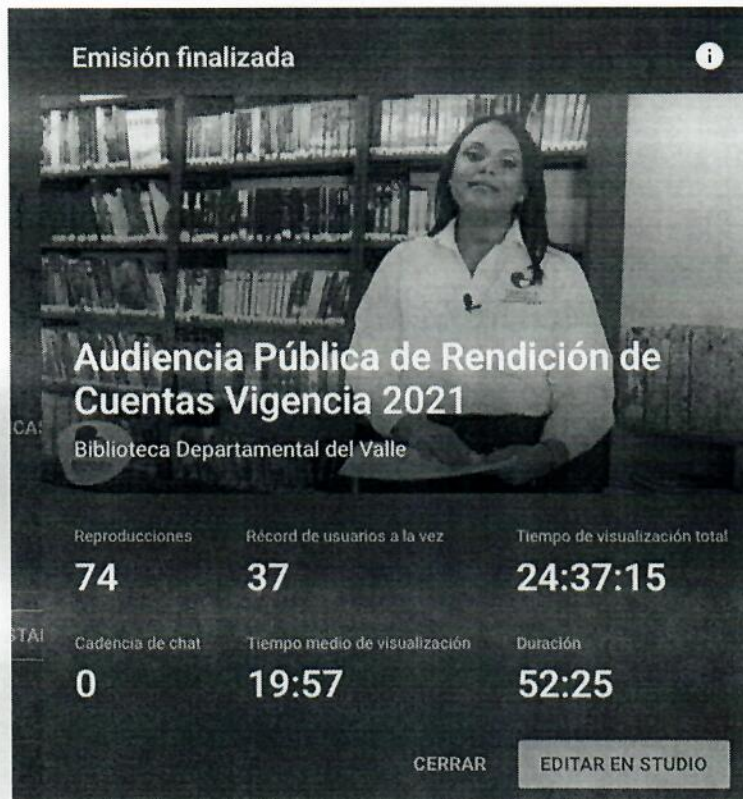 Emisión finalizada
Audiencia Pública de Rendición de
Cuentas Vigencia 2021
CAS
Biblioteca Departamental del Valle
Reproducciones
Récord de usuarios a la vez
Tiempo de visualización total
74
37
24:37:15
STAI
Cadencia de chat
Tiempo medio de visualización
Duración
0
19:57
52:25
CERRAR
EDITAR EN STUDIO